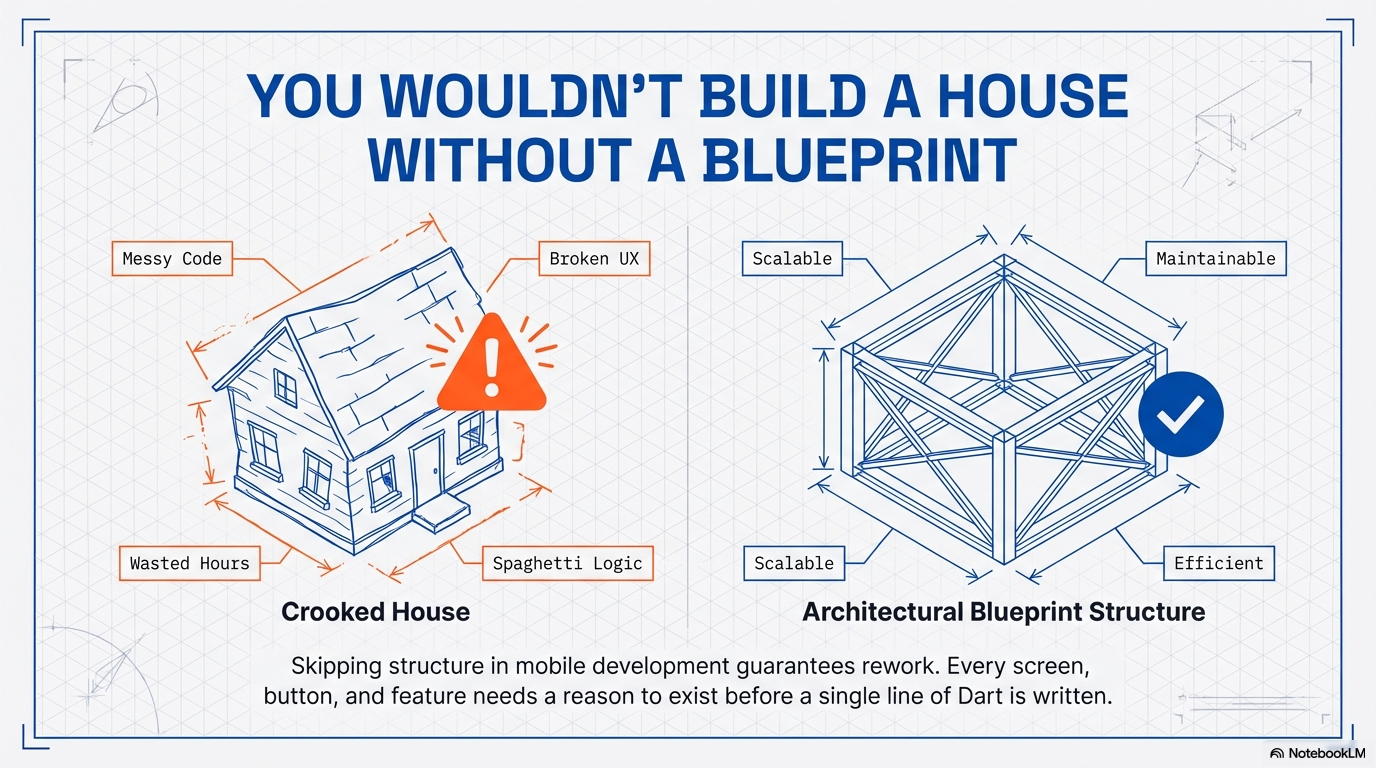 YOU WOULDN'T BUILD A HOUSE
WITHOUT A BLUEPRINT
Messy Code
Broken UX
Wasted Hours
Spaghetti Logic
Crooked House
Scalable
Maintainable
Scalable
Efficient
Architectural Blueprint Structure
Skipping structure in mobile development guarantees rework. Every screen,
button, and feature needs a reason to exist before a single line of Dart is written.
NotebookLM